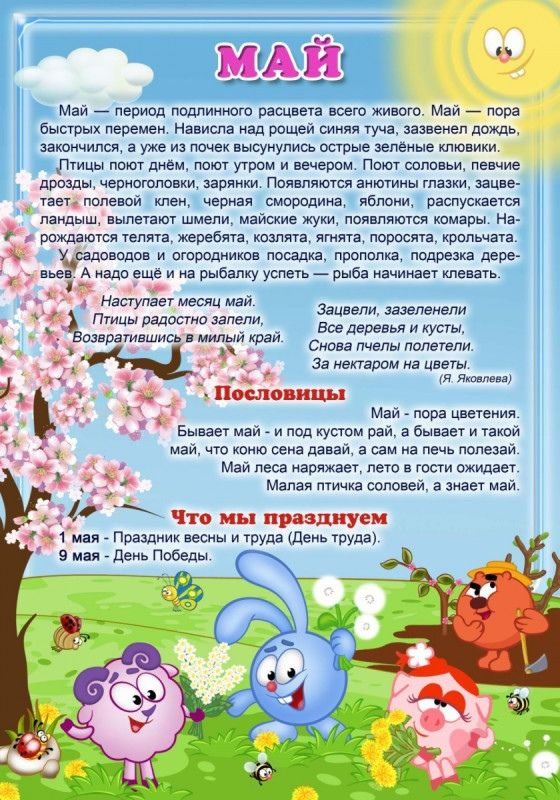 МАЙ
Май — период подлинного расцвета всего живого. Май — пора
быстрых перемен. Нависла над рощей синяя туча, зазвенел дождь,
закончился, а уже из почек высунулись острые зелёные клювики.
Птицы поют днём, поют утром и вечером. Поют соловьи, певчие
дрозды, черноголовки, зарянки. Появляются анютины глазки, зацве-
тает полевой клен, черная смородина, яблони, распускается
ландыш, вылетают шмели, майские жуки, появляются комары. На-
рождаются телята, жеребята, козлята, ягнята, поросята, крольчата.
У садоводов и огородников посадка, прополка, подрезка дере-
вьев. А надо ещё и на рыбалку успеть — рыба начинает клевать.
Наступает месяц май.
Птицы радостно запели,
Возвратившись в милый край.
Зацвели, зазеленели
Все деревья и кусты,
Снова пчелы полетели.
За нектаром на цветы.
(Я. Яковлева)
Пословицы
Май - пора цветения.
Бывает май - и под кустом рай, а бывает и такой
май, что коню сена давай, а сам на печь полезай.
Май леса наряжает, лето в гости ожидает.
Малая птичка соловей, а знает май.
Что мы празднуем
1 мая - Праздник весны и труда (День труда).
9 мая - День Победы.